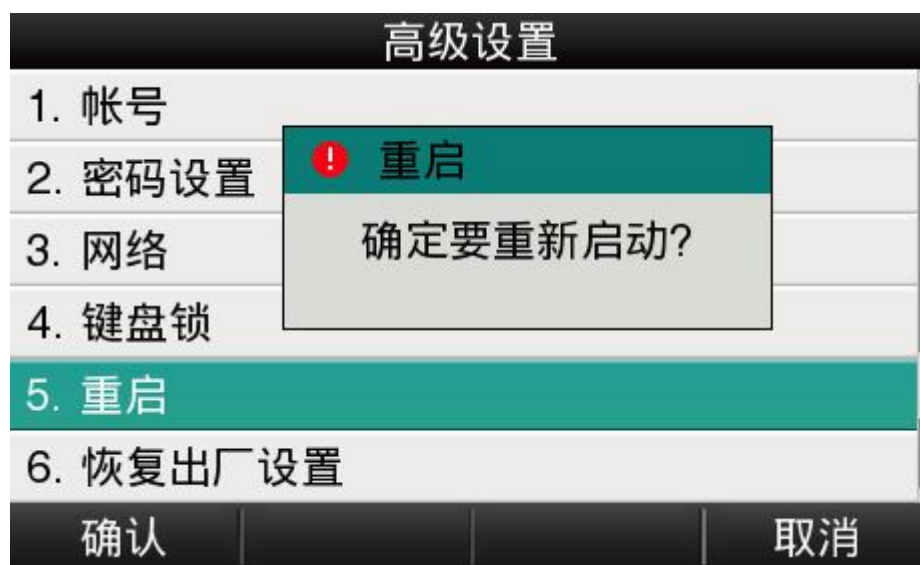 高级设置
1. 帐号
2. 密码设置
3. 网络
4. 键盘锁
5. 重启
6. 恢复出厂设置
! 重启
确定要重新启动?
确认
取消